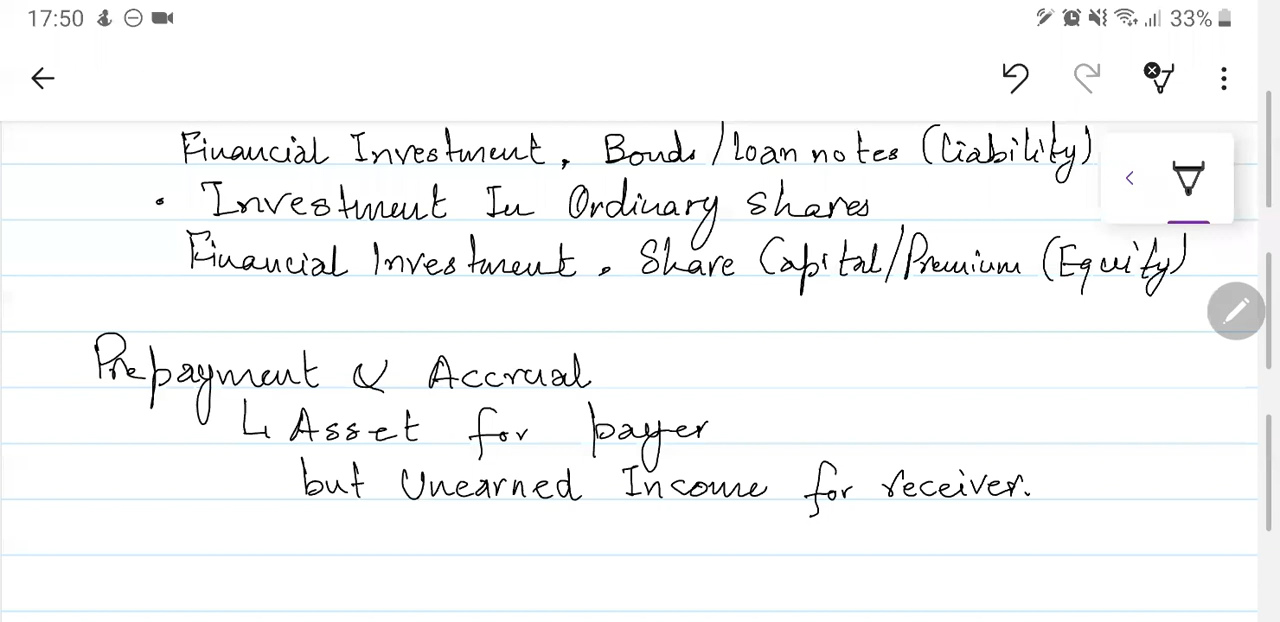 17:50 33%
Financial Investment, Bonds/Loan notes (Liability)
• Investment In Ordinary Shares
Financial Investment. Share Capital/Premium (Equity)
Prepayment & Accrual
↳ Asset for payer
but Unearned Income for receiver.